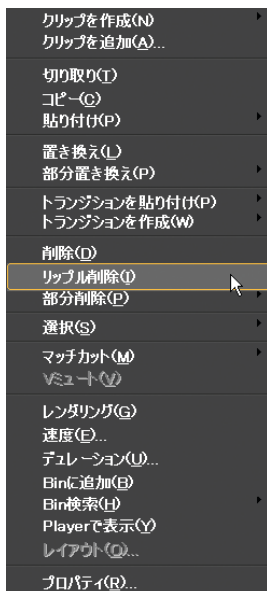 クリップを作成(N)
クリップを追加(A)...
切り取り(T)
コピー(C)
貼り付け(P)
置き換え(L)
部分置き換え(P)
トランジションを貼り付け(P)
トランジションを作成(W)
削除(D)
リップル削除(I)
部分削除(P)
選択(S)
マッチカット(M)
Vミュート(V)
レンダリング(G)
速度(E)...
デュレーション(U)...
Binに追加(B)
Bin検索(H)
Playerで表示(Y)
レイアウト(O)...
プロパティ(R)...